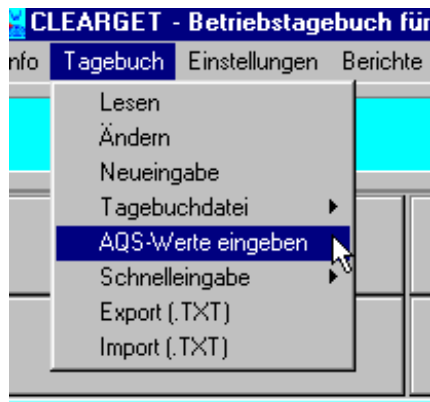 CLEARGET - Betriebstagebuch für
nfo Tagebuch Einstellungen Berichte
Lesen
Ändern
Neueingabe
Tagebuchdatei
AQS-Werte eingeben
Schnelleingabe
Export (.TXT)
Import (.TXT)